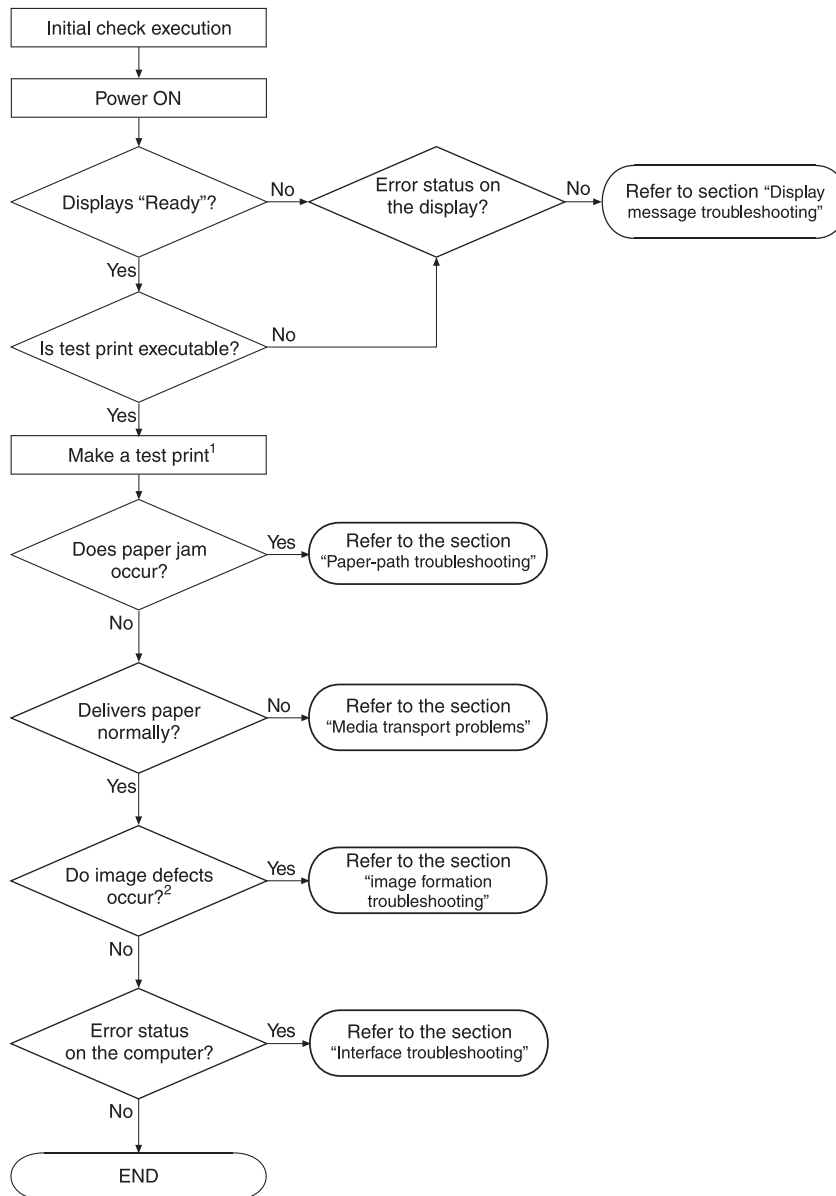 Initial check execution
Power ON
Displays “Ready”?
No
Error status on
the display?
No
Refer to section “Display
message troubleshooting”
Yes
Is test print executable?
No
Yes
Make a test print1
Does paper jam
occur?
Yes
Refer to the section
“Paper-path troubleshooting”
No
Delivers paper
normally?
No
Refer to the section
“Media transport problems”
Yes
Do image defects
occur?2
Yes
Refer to the section
“image formation
troubleshooting”
No
Error status
on the computer?
Yes
Refer to the section
“Interface troubleshooting”
No
END